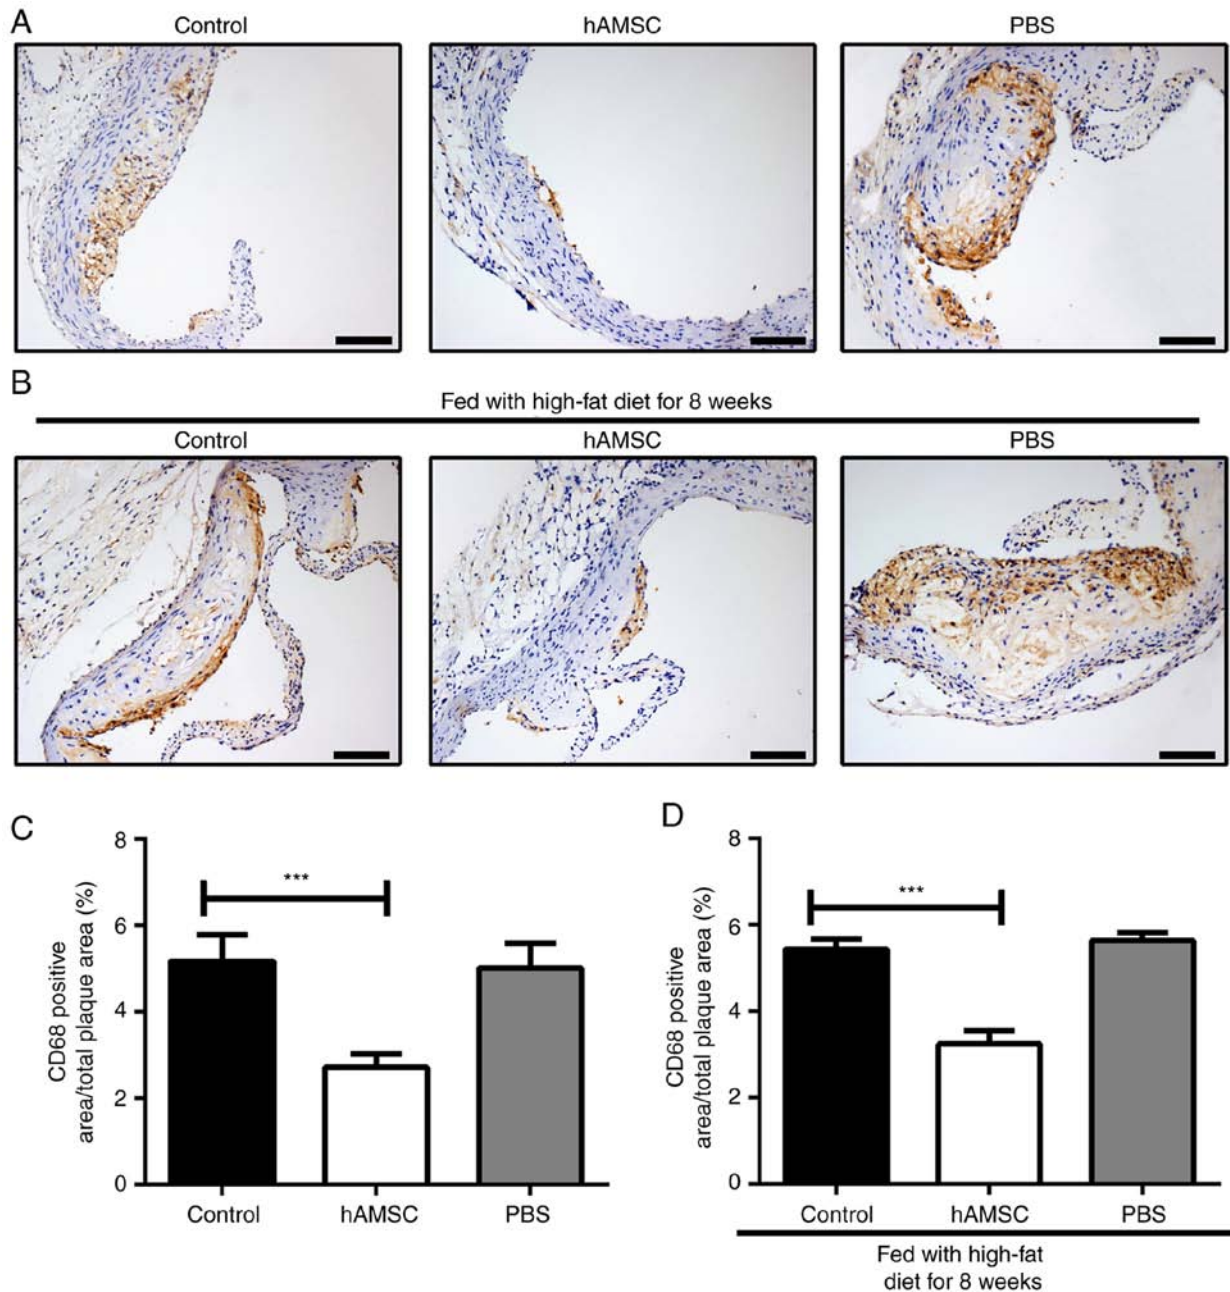 A
Control
hAMSC
PBS
B
Fed with high-fat diet for 8 weeks
Control
hAMSC
PBS
C
CD68 positive
area/total plaque area (%)
8
6
4
2
0
***
Control
hAMSC
PBS
D
CD68 positive
area/total plaque area (%)
8
6
4
2
0
***
Control
hAMSC
PBS
Fed with high-fat
diet for 8 weeks